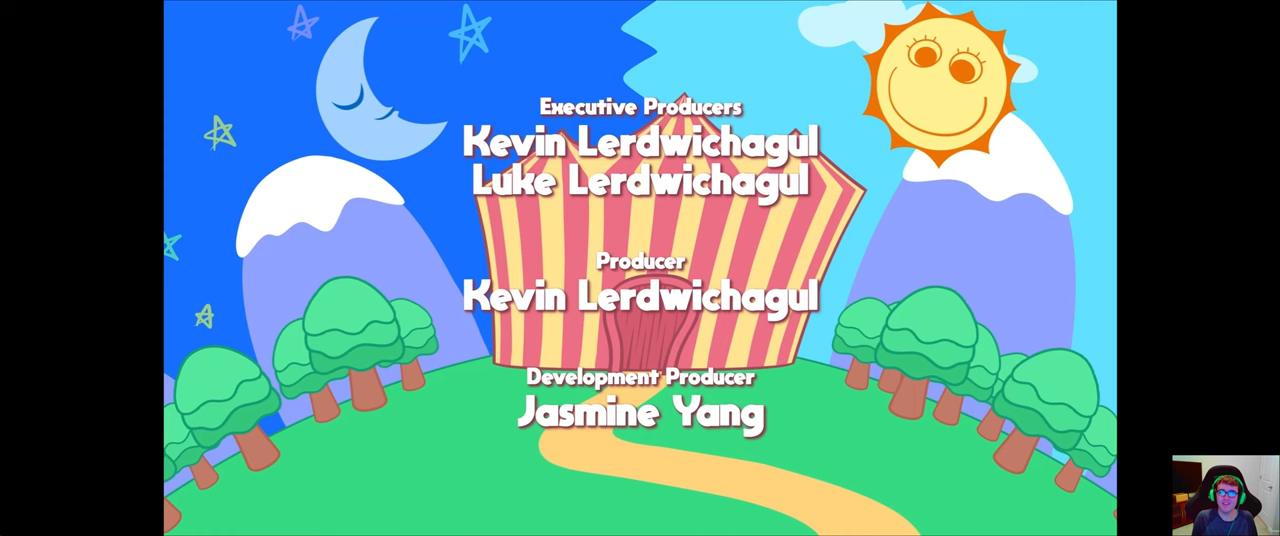 Executive Producers
Kevin Lerdwichagul
Luke Lerdwichagul
Producer
Kevin Lerdwichagul
Development Producer
Jasmine Yang